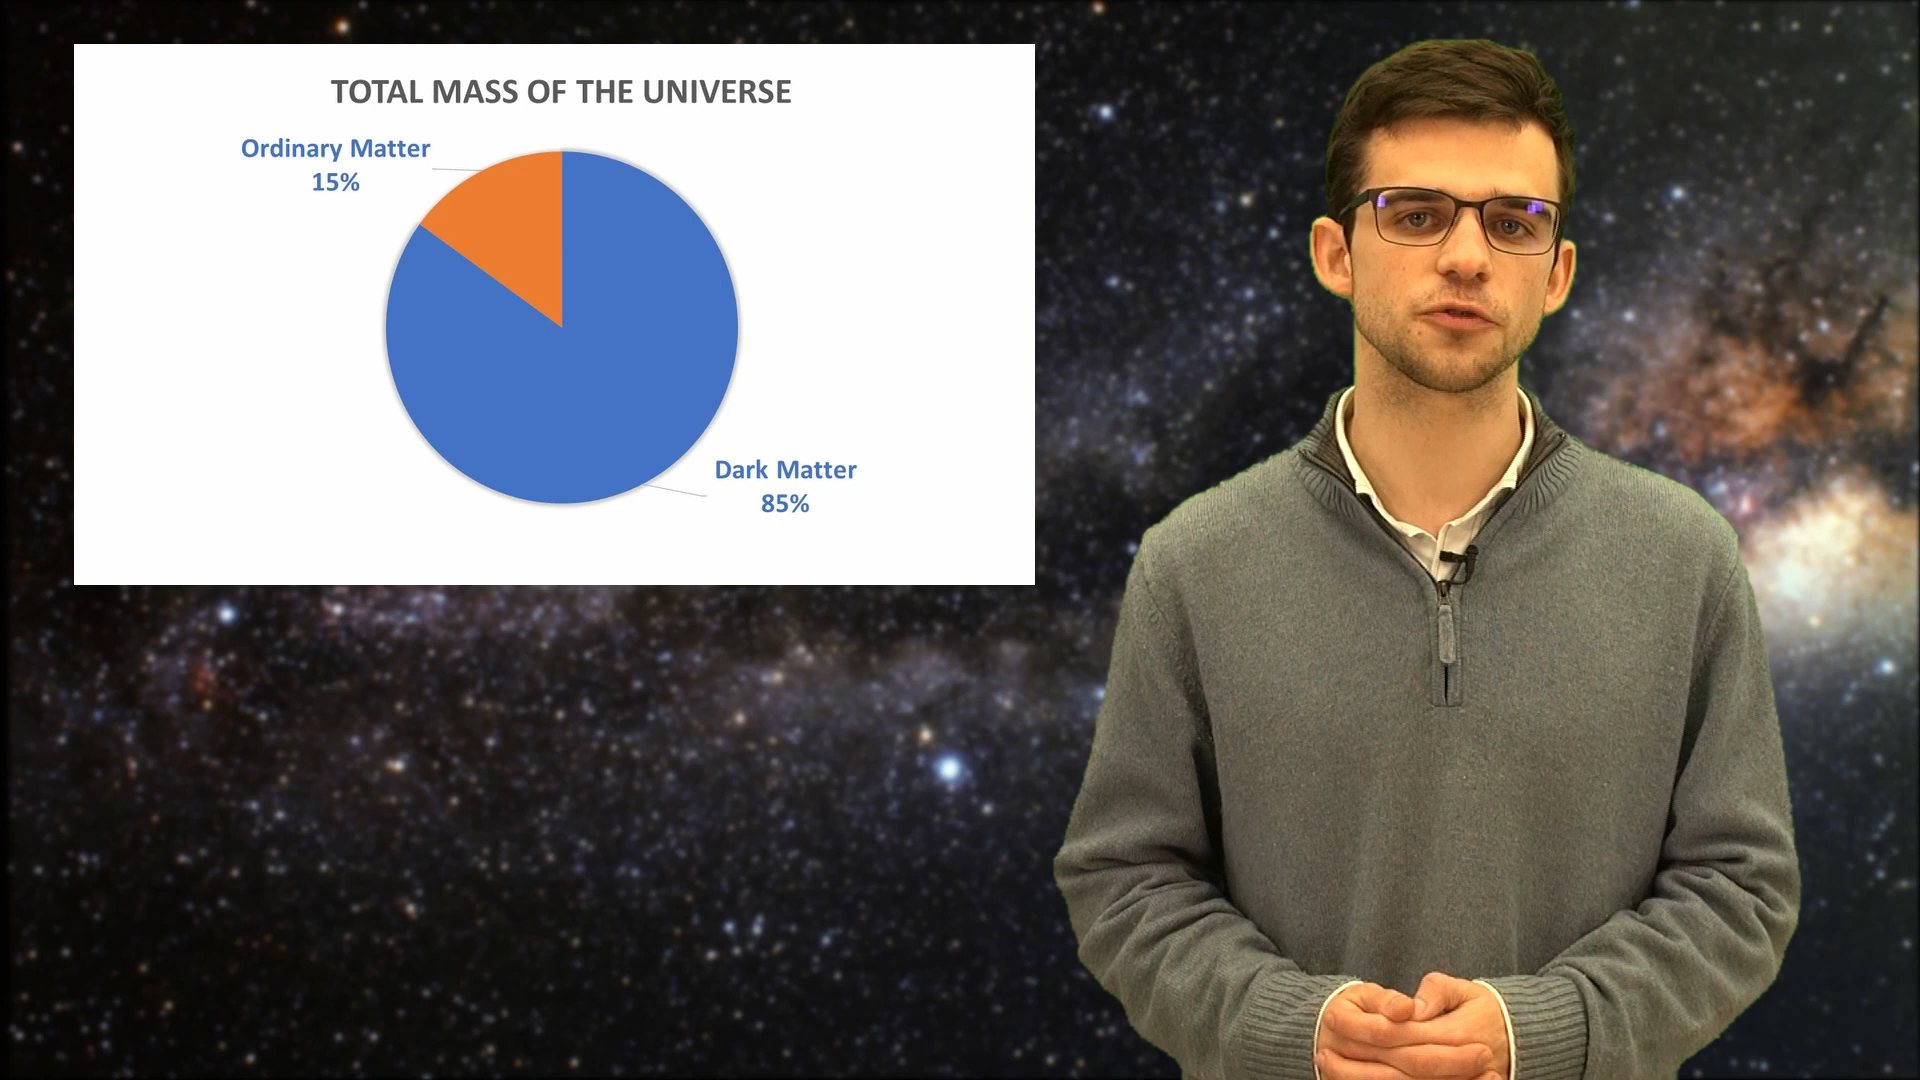 TOTAL MASS OF THE UNIVERSE
Ordinary Matter
15%
Dark Matter
85%